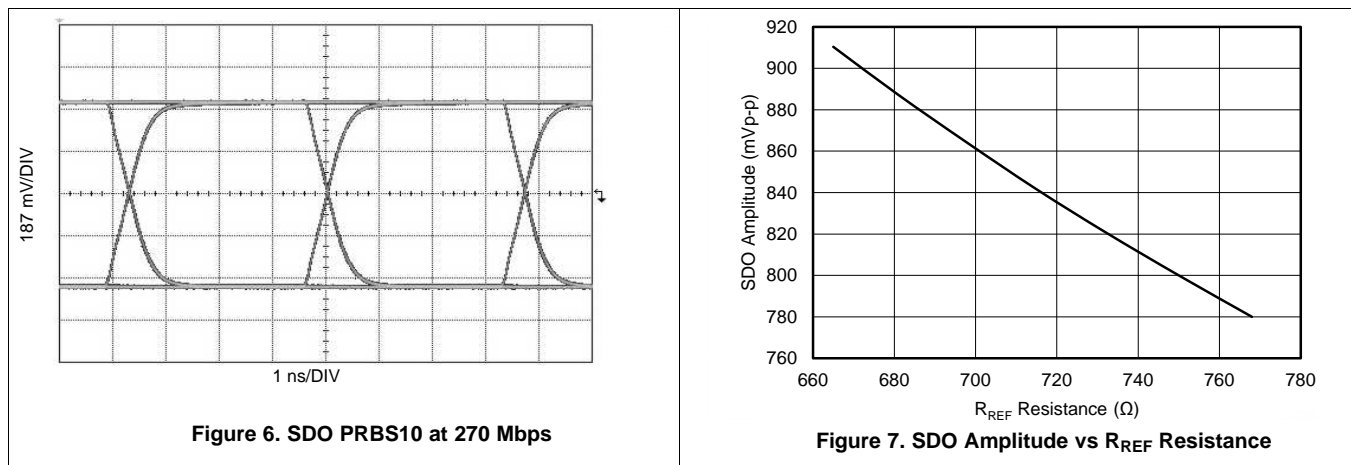 187 mV/DIV
1 ns/DIV
Figure 6. SDO PRBS10 at 270 Mbps
SDO Amplitude (mVp-p)
920
900
880
860
840
820
800
780
760
660 680 700 720 740 760 780
RREF Resistance (Ω)
Figure 7. SDO Amplitude vs RREF Resistance